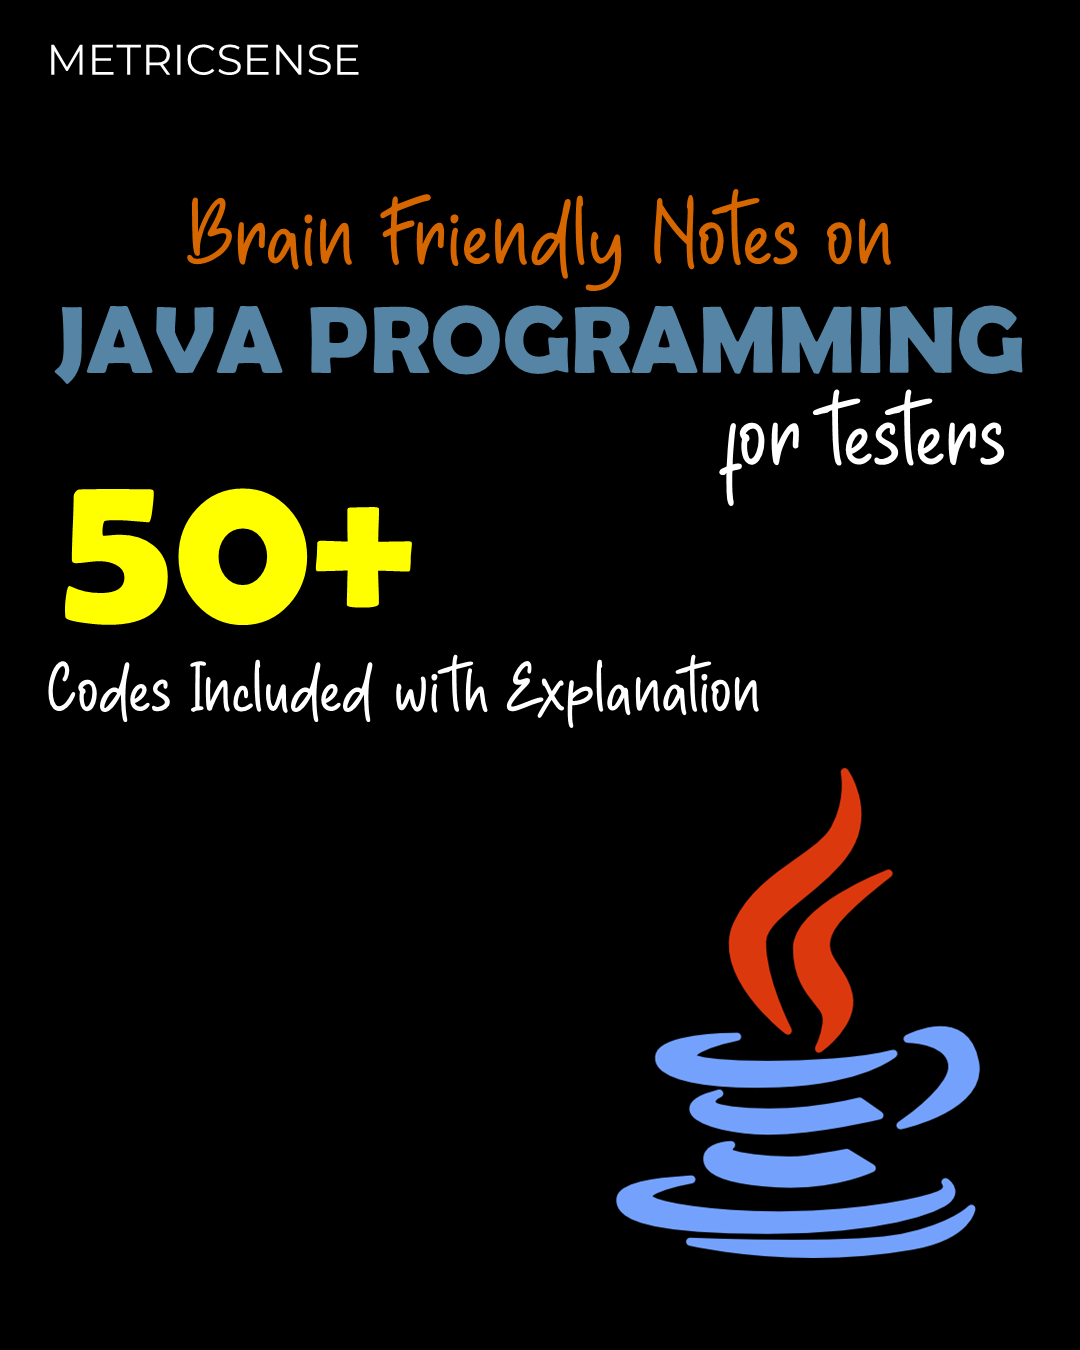 METRICSENSE
Brain Friendly Notes on
JAVA PROGRAMMING
for testers
50+
Codes Included with Explanation